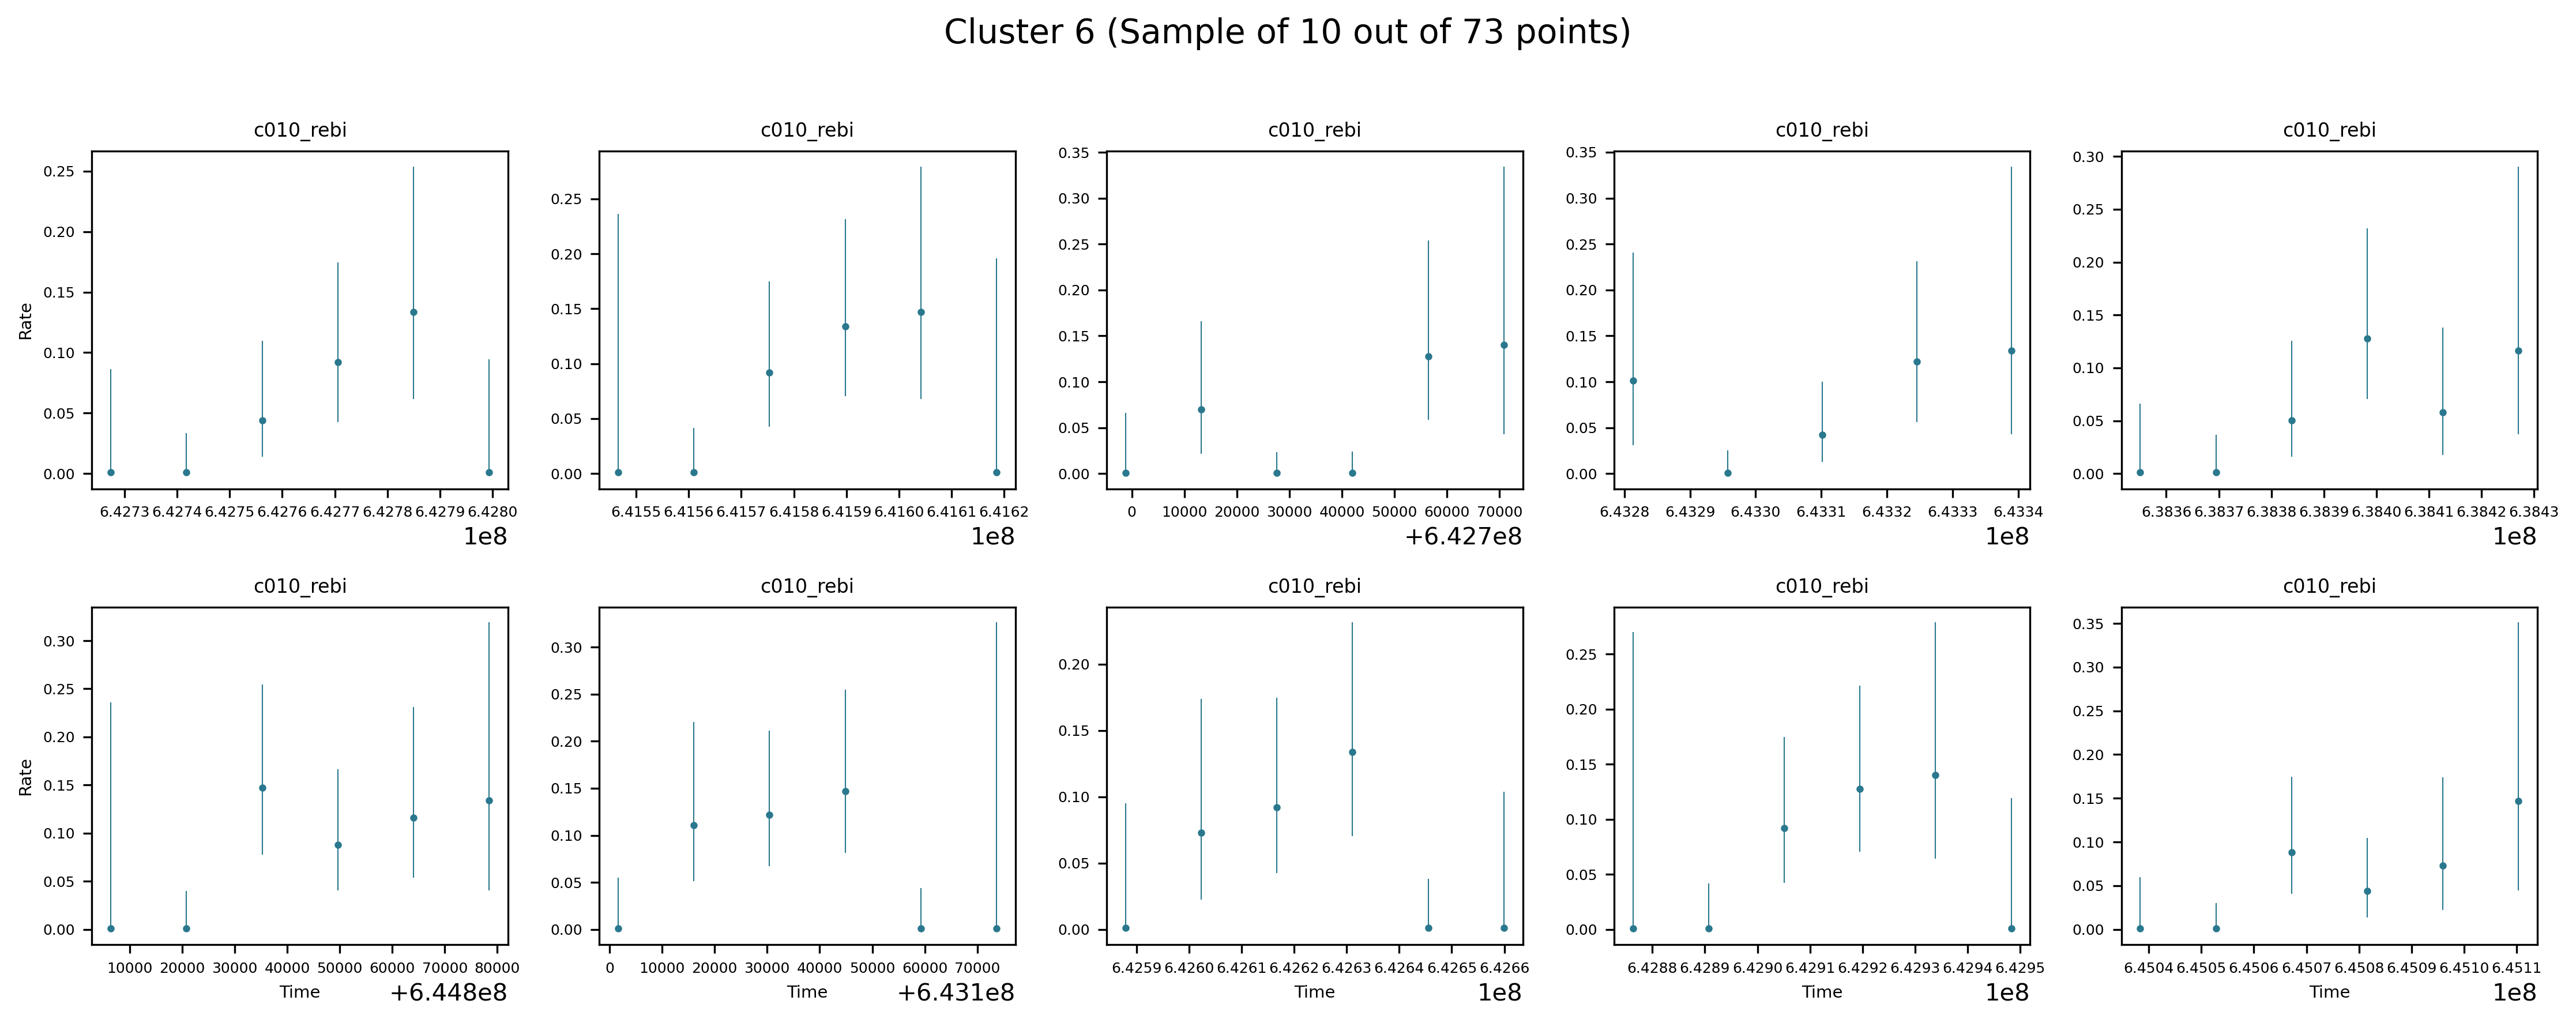 Cluster 6 (Sample of 10 out of 73 points)
c010_rebi c010_rebi c010_rebi c010_rebi c010_rebi
Rate
0.25
0.20
0.15
0.10
0.05
0.00
6.4273 6.4274 6.4275 6.4276 6.4277 6.4278 6.4279 6.4280
1e8
0.25
0.20
0.15
0.10
0.05
0.00
6.4155 6.4156 6.4157 6.4158 6.4159 6.4160 6.4161 6.4162
1e8
0.35
0.30
0.25
0.20
0.15
0.10
0.05
0.00
0 10000 20000 30000 40000 50000 60000 70000
+6.427e8
0.35
0.30
0.25
0.20
0.15
0.10
0.05
0.00
6.4328 6.4329 6.4330 6.4331 6.4332 6.4333 6.4334
1e8
0.30
0.25
0.20
0.15
0.10
0.05
0.00
6.3836 6.3837 6.3838 6.3839 6.3840 6.3841 6.3842 6.3843
1e8
c010_rebi c010_rebi c010_rebi c010_rebi c010_rebi
Rate
0.30
0.25
0.20
0.15
0.10
0.05
0.00
10000 20000 30000 40000 50000 60000 70000 80000
Time +6.448e8
0.30
0.25
0.20
0.15
0.10
0.05
0.00
0 10000 20000 30000 40000 50000 60000 70000
Time +6.431e8
0.20
0.15
0.10
0.05
0.00
6.4259 6.4260 6.4261 6.4262 6.4263 6.4264 6.4265 6.4266
Time 1e8
0.25
0.20
0.15
0.10
0.05
0.00
6.4288 6.4289 6.4290 6.4291 6.4292 6.4293 6.4294 6.4295
Time 1e8
0.35
0.30
0.25
0.20
0.15
0.10
0.05
0.00
6.4504 6.4505 6.4506 6.4507 6.4508 6.4509 6.4510 6.4511
Time 1e8